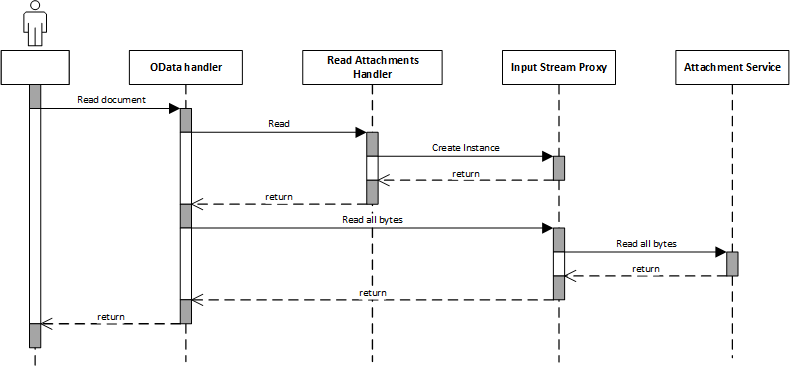 OData handler
Read Attachments
Handler
Input Stream Proxy
Attachment Service
Read document
Read
Create Instance
return
return
Read all bytes
Read all bytes
return
return
return